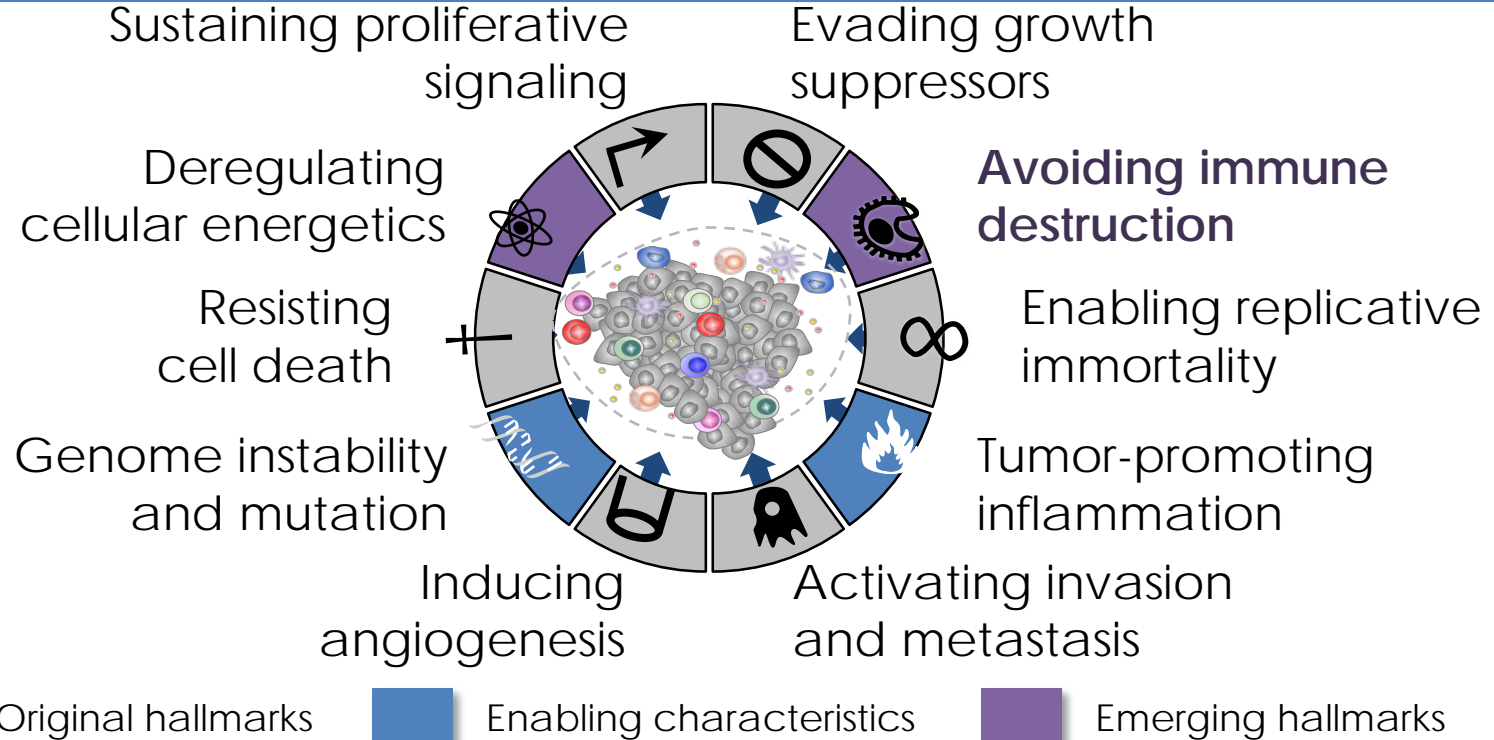 Sustaining proliferative
signaling
Evading growth
suppressors
Deregulating
cellular energetics
Avoiding immune
destruction
Resisting
cell death
Enabling replicative
immortality
Genome instability
and mutation
Tumor-promoting
inflammation
Inducing
angiogenesis
Activating invasion
and metastasis
Original hallmarks
Enabling characteristics
Emerging hallmarks